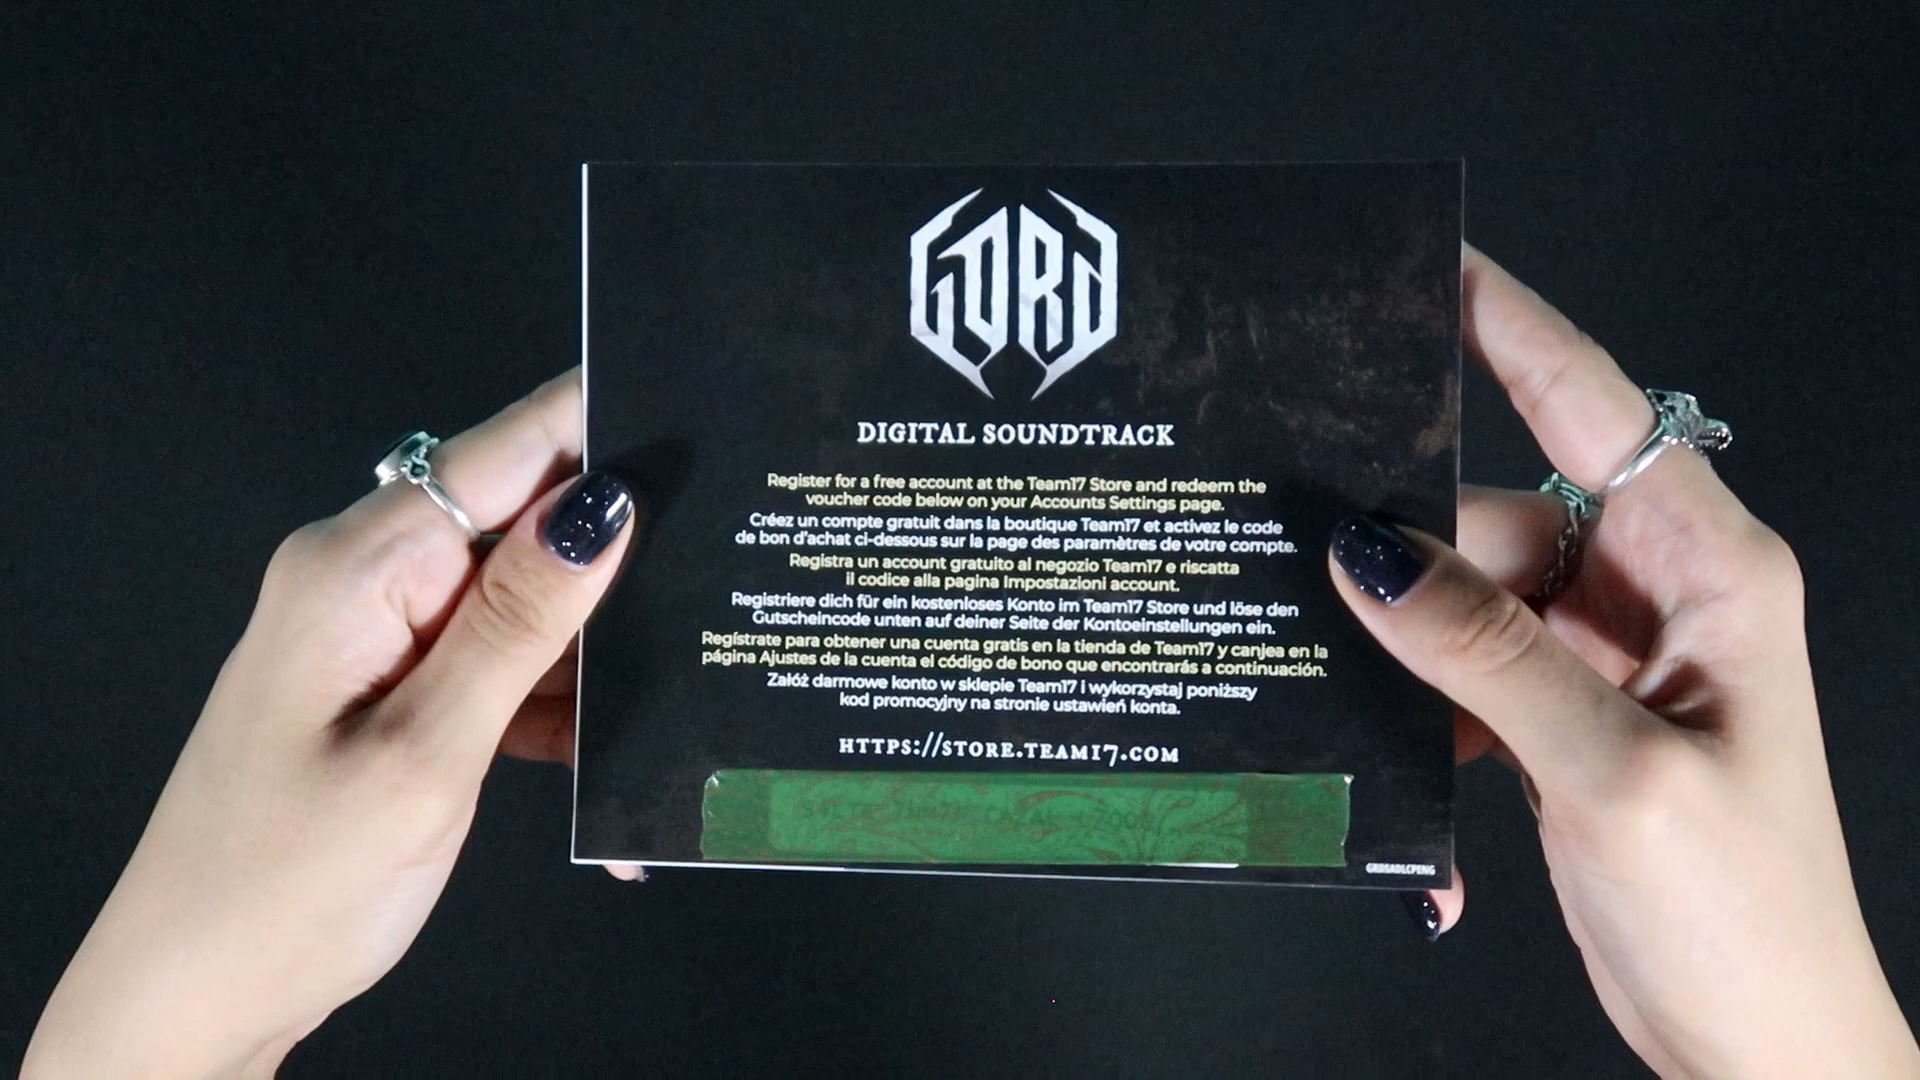 GORD
DIGITAL SOUNDTRACK
Register for a free account at the Team17 Store and redeem the
voucher code below on your Accounts Settings page.
Créez un compte gratuit dans la boutique Team17 et activez le code
de bon d'achat ci-dessous sur la page des paramètres de votre compte.
Registra un account gratuito al negozio Team17 e riscatta
il codice alla pagina Impostazioni account.
Registriere dich für ein kostenloses Konto im Team17 Store und löse den
Gutscheincode unten auf deiner Seite der Kontoeinstellungen ein.
Regístrate para obtener una cuenta gratis en la tienda de Team17 y canjea en la
página Ajustes de la cuenta el código de bono que encontrarás a continuación.
Załóż darmowe konto w sklepie Team17 i wykorzystaj poniższy
kod promocyjny na stronie ustawień konta.
HTTPS://STORE.TEAM17.COM
GRDSADLCPENG